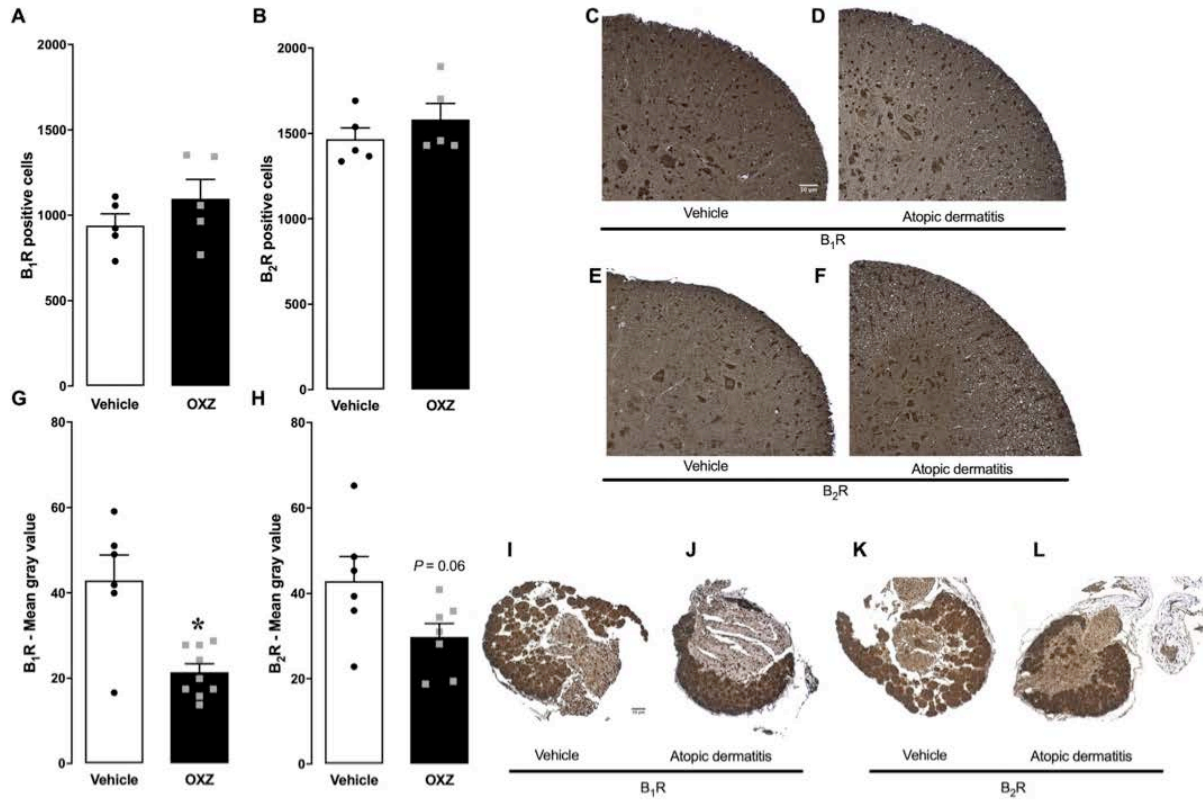 A
B
C
D
2000
1500
1000
500
0
B₁R positive cells
Vehicle
OXZ
2000
1500
1000
500
0
B₂R positive cells
Vehicle
OXZ
Vehicle
Atopic dermatitis
B₁R
E
F
Vehicle
Atopic dermatitis
B₂R
G
H
80
60
40
20
0
B₁R - Mean gray value
*
Vehicle
OXZ
80
60
40
20
0
B₂R - Mean gray value
P = 0.06
Vehicle
OXZ
I
J
K
L
Vehicle
Atopic dermatitis
B₁R
Vehicle
Atopic dermatitis
B₂R